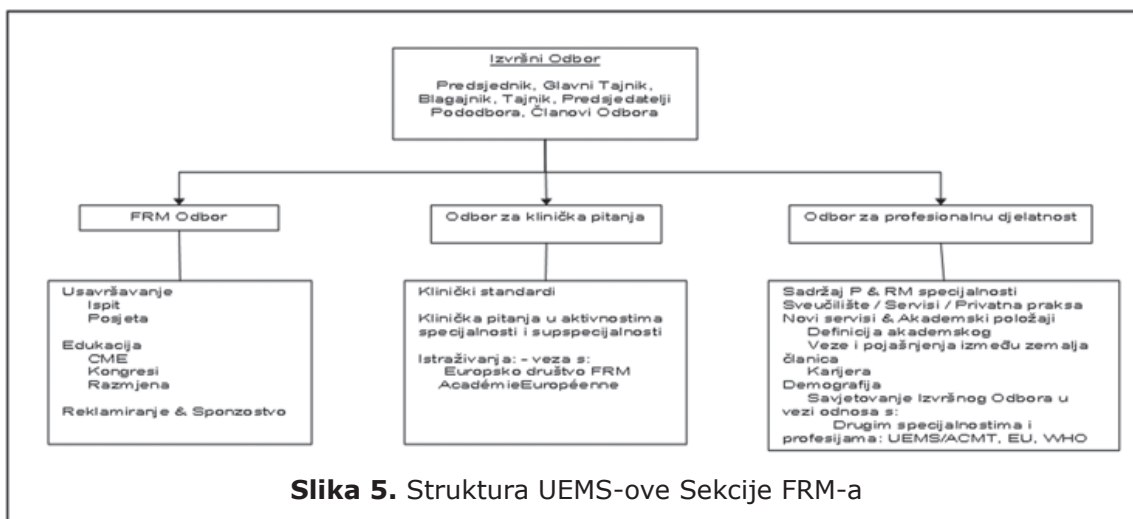 Izvršni Odbor
Predsjednik, Glavni Tajnik,
Blagajnik, Tajnik, Predsjedatelji
Pododbora, Članovi Odbora
FRM Odbor
Odbor za klinička pitanja
Odbor za profesionalnu djelatnost
Usavršavanje
Ispit
Posjeta
Edukacija
CME
Kongresi
Razmjena
Reklamiranje & Sponzostvo
Klinički standardi
Klinička pitanja u aktivnostima
specijalnosti i supspecijalnosti
Istraživanja: - veza s:
Europsko društvo FRM
AcadémieEuropéenne
Sadržaj P & RM specijalnosti
Sveučilište / Servisi / Privatna praksa
Novi servisi & Akademski položaji
Definicija akademskog
Veze i pojašnjenja između zemalja
članica
Karijera
Demografija
Savjetovanje Izvršnog Odbora u
vezi odnosa s:
Drugim specijalnostima i
profesijama: UEMS/ACMT, EU, WHO
Slika 5. Struktura UEMS-ove Sekcije FRM-a